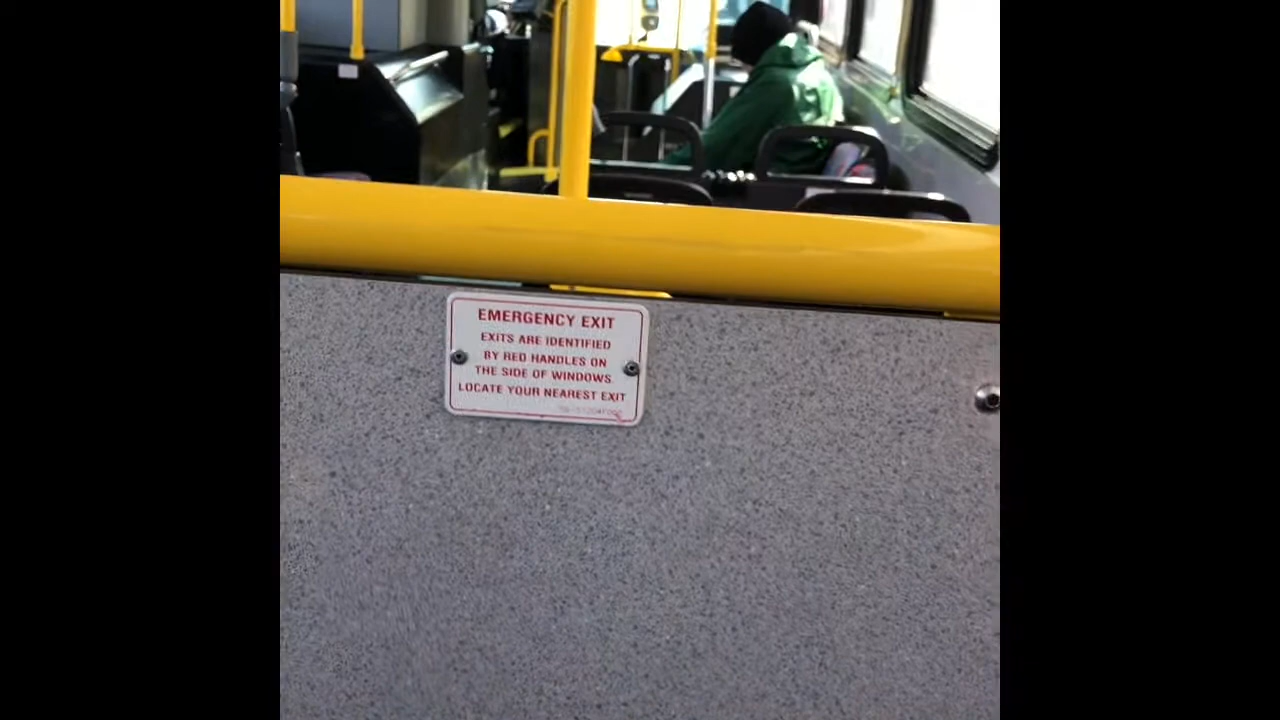 EMERGENCY EXIT
EXITS ARE IDENTIFIED
BY RED HANDLES ON
THE SIDE OF WINDOWS
LOCATE YOUR NEAREST EXIT